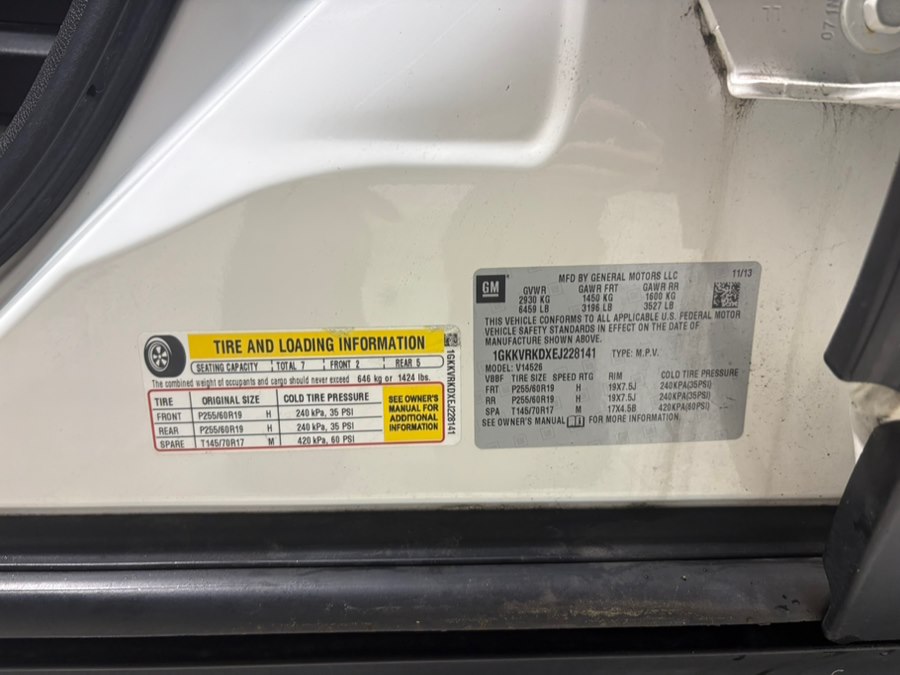 07 1N
TIRE AND LOADING INFORMATION
SEATING CAPACITY TOTAL 7 FRONT 2 REAR 5
The combined weight of occupants and cargo should never exceed 646 kg or 1424 lbs.
TIRE ORIGINAL SIZE COLD TIRE PRESSURE
FRONT P255/60R19 H 240 kPa, 35 PSI
REAR P255/60R19 H 240 kPa, 35 PSI
SPARE T145/70R17 M 420 kPa, 60 PSI
SEE OWNER'S
MANUAL FOR
ADDITIONAL
INFORMATION
1GKKVRKDXEJ228141
GM
MFD BY GENERAL MOTORS LLC 11/13
GVWR GAWR FRT GAWR RR
2930 KG 1450 KG 1600 KG
6459 LB 3196 LB 3527 LB
THIS VEHICLE CONFORMS TO ALL APPLICABLE U.S. FEDERAL MOTOR
VEHICLE SAFETY STANDARDS IN EFFECT ON THE DATE OF
MANUFACTURE SHOWN ABOVE.
1GKKVRKDXEJ228141 TYPE: M.P.V.
MODEL: V14526
VBBF TIRE SIZE SPEED RTG RIM COLD TIRE PRESSURE
FRT P255/60R19 H 19X7.5J 240KPA(35PSI)
RR P255/60R19 H 19X7.5J 240KPA(35PSI)
SPA T145/70R17 M 17X4.5B 420KPA(60PSI)
SEE OWNER'S MANUAL FOR MORE INFORMATION.